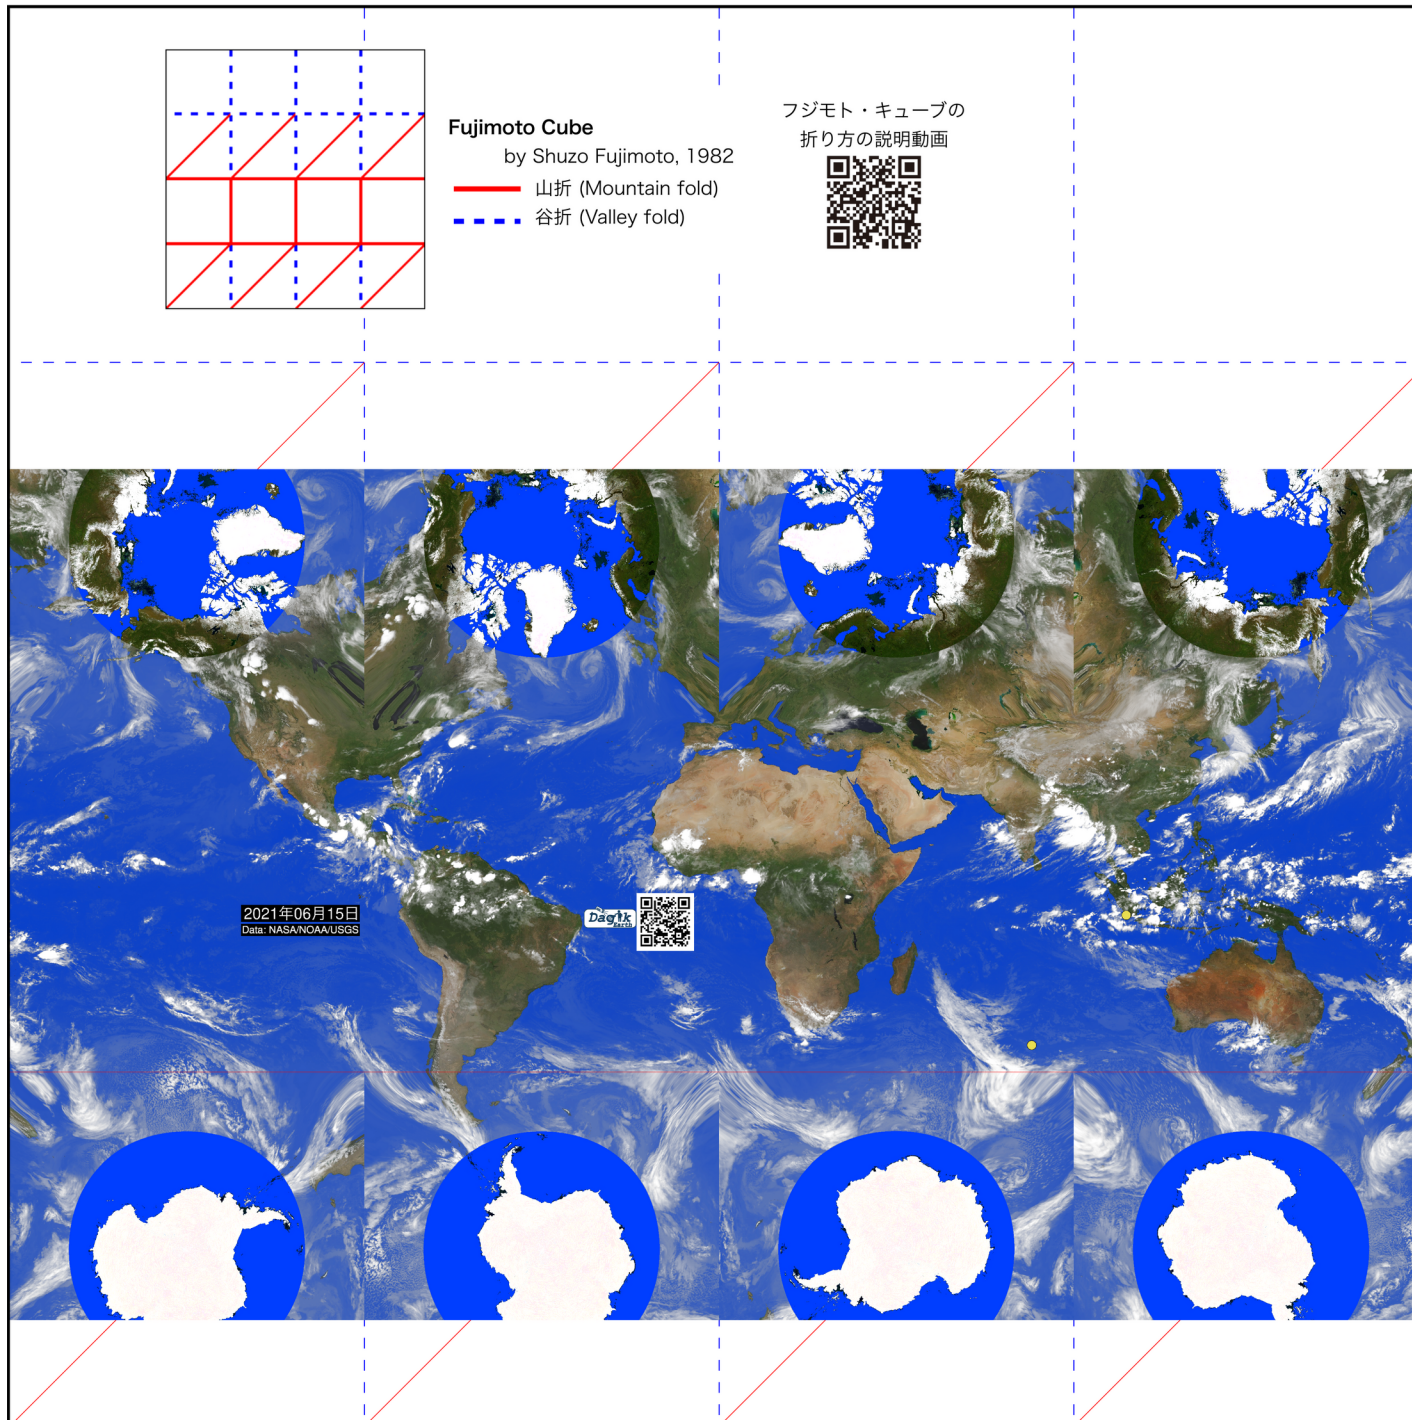 Fujimoto Cube
by Shuzo Fujimoto, 1982
山折 (Mountain fold)
谷折 (Valley fold)
フジモト・キューブの
折り方の説明動画
2021年06月15日
Data: NASA/NOAA/USGS
Dagik
Earth